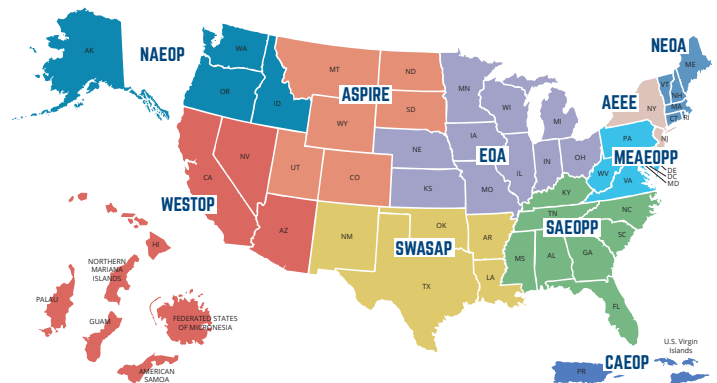 AK
NAEOP
WA
OR
ID
MT
ND
ASPIRE
SD
WY
UT
CO
MN
WI
MI
NE
IA
EOA
IL
IN
OH
KS
MO
NEOA
ME
VT
NH
MA
CT
RI
AEEE
NY
NJ
PA
MEAEOPP
WV
VA
DE
DC
MD
CA
NV
WESTOP
AZ
NM
OK
AR
SWASAP
TX
LA
KY
TN
NC
SAEOPP
SC
MS
AL
GA
FL
HI
NORTHERN
MARIANA
ISLANDS
PALAU
GUAM
FEDERATED STATES
OF MICRONESIA
AMERICAN
SAMOA
U.S. Virgin
Islands
CAEOP
PR